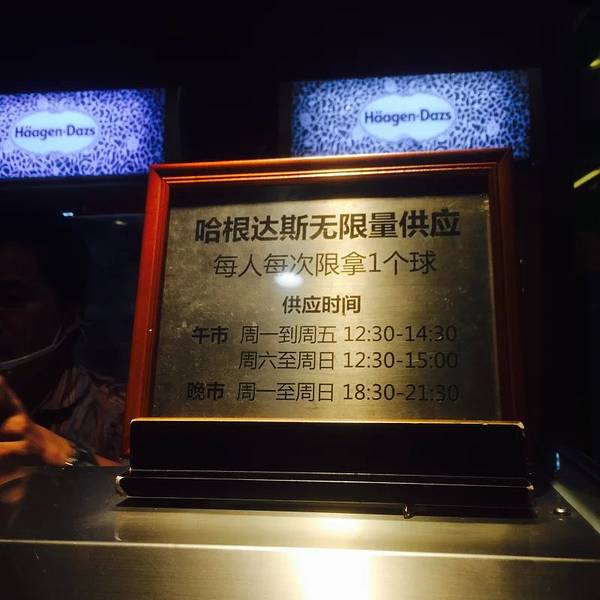 Häagen-Dazs
Häagen-Dazs
哈根达斯无限量供应
每人每次限拿1个球
供应时间
午市 周一到周五 12:30-14:30
周六至周日 12:30-15:00
晚市 周一至周日 18:30-21:30